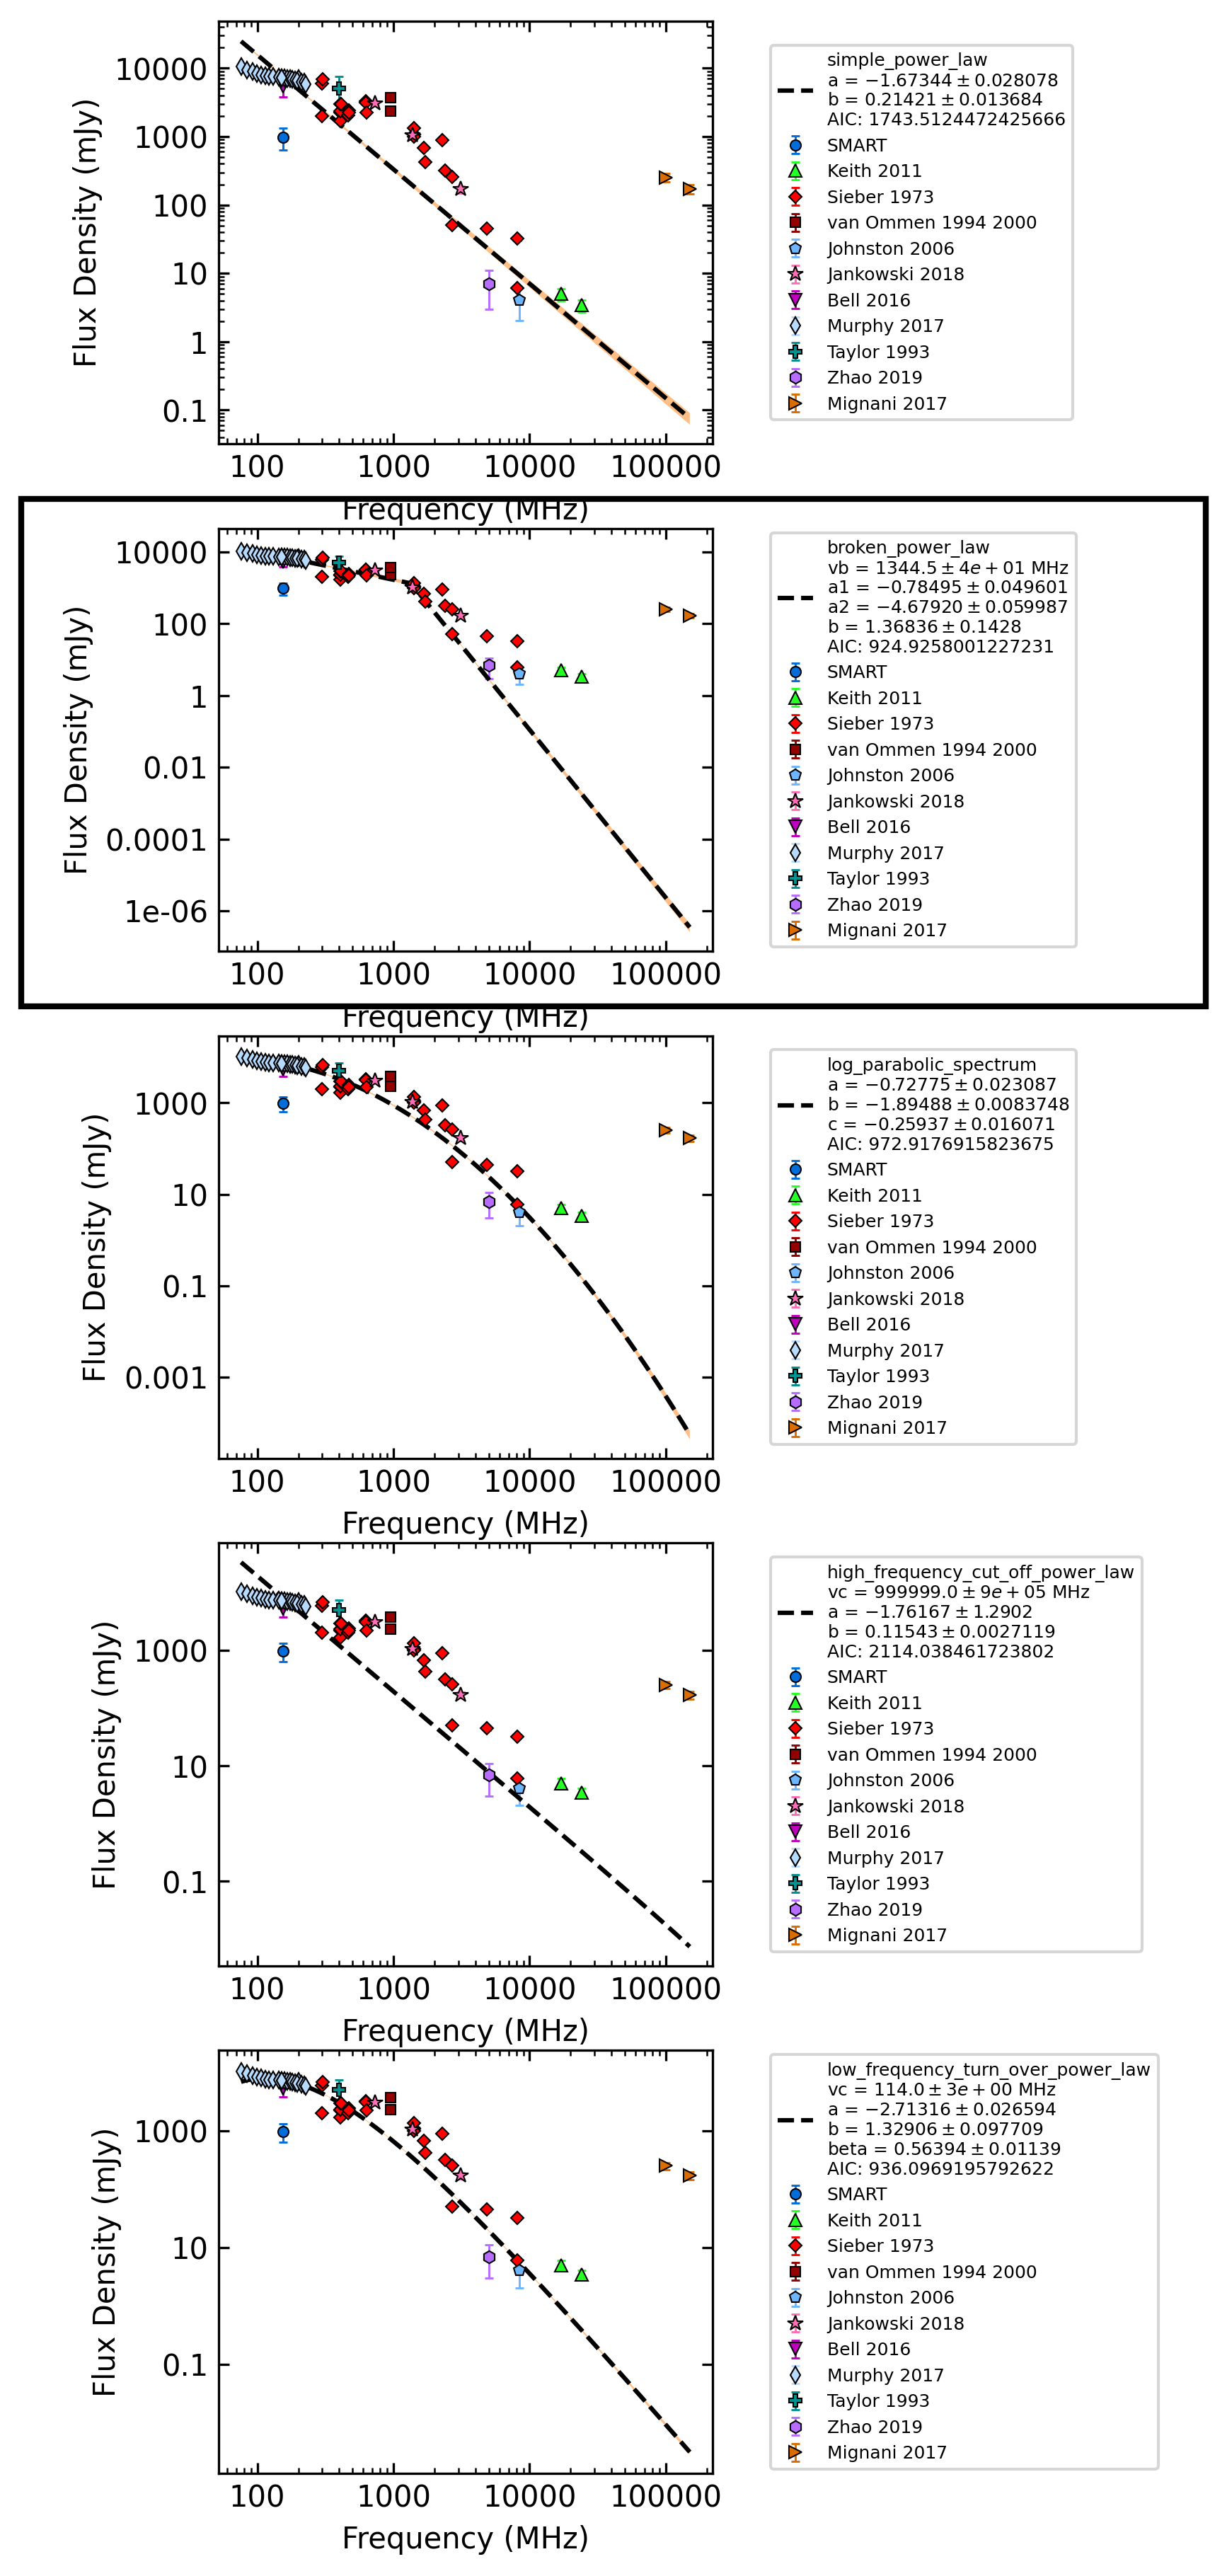 10000
1000
100
10
1
0.1
Flux Density (mJy)
100 1000 10000 100000
Frequency (MHz)
simple_power_law
a = −1.67344 ± 0.028078
b = 0.21421 ± 0.013684
AIC: 1743.5124472425666
SMART
Keith 2011
Sieber 1973
van Ommen 1994 2000
Johnston 2006
Jankowski 2018
Bell 2016
Murphy 2017
Taylor 1993
Zhao 2019
Mignani 2017
10000
100
1
0.01
0.0001
1e-06
Flux Density (mJy)
100 1000 10000 100000
Frequency (MHz)
broken_power_law
vb = 1344.5 ± 4e + 01 MHz
a1 = −0.78495 ± 0.049601
a2 = −4.67920 ± 0.059987
b = 1.36836 ± 0.1428
AIC: 924.9258001227231
SMART
Keith 2011
Sieber 1973
van Ommen 1994 2000
Johnston 2006
Jankowski 2018
Bell 2016
Murphy 2017
Taylor 1993
Zhao 2019
Mignani 2017
1000
10
0.1
0.001
Flux Density (mJy)
100 1000 10000 100000
Frequency (MHz)
log_parabolic_spectrum
a = −0.72775 ± 0.023087
b = −1.89488 ± 0.0083748
c = −0.25937 ± 0.016071
AIC: 972.9176915823675
SMART
Keith 2011
Sieber 1973
van Ommen 1994 2000
Johnston 2006
Jankowski 2018
Bell 2016
Murphy 2017
Taylor 1993
Zhao 2019
Mignani 2017
1000
10
0.1
Flux Density (mJy)
100 1000 10000 100000
Frequency (MHz)
high_frequency_cut_off_power_law
vc = 999999.0 ± 9e + 05 MHz
a = −1.76167 ± 1.2902
b = 0.11543 ± 0.0027119
AIC: 2114.038461723802
SMART
Keith 2011
Sieber 1973
van Ommen 1994 2000
Johnston 2006
Jankowski 2018
Bell 2016
Murphy 2017
Taylor 1993
Zhao 2019
Mignani 2017
1000
10
0.1
Flux Density (mJy)
100 1000 10000 100000
Frequency (MHz)
low_frequency_turn_over_power_law
vc = 114.0 ± 3e + 00 MHz
a = −2.71316 ± 0.026594
b = 1.32906 ± 0.097709
beta = 0.56394 ± 0.01139
AIC: 936.0969195792622
SMART
Keith 2011
Sieber 1973
van Ommen 1994 2000
Johnston 2006
Jankowski 2018
Bell 2016
Murphy 2017
Taylor 1993
Zhao 2019
Mignani 2017